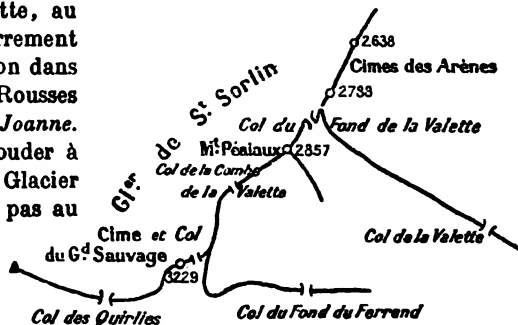 tte, au
rrement
on dans
Rousses
Joanne.
ouder à
Glacier
pas au
2638
Cimes des Arènes
2733
Gler de St Sorlin
Col du Fond de la Valette
Mt Péaiaux 2857
Col de la Combe
de la Valette
Cime et Col
du Gd Sauvage
3229
Col de la Valette
Col des Quirlies
Col du Fond du Ferrand